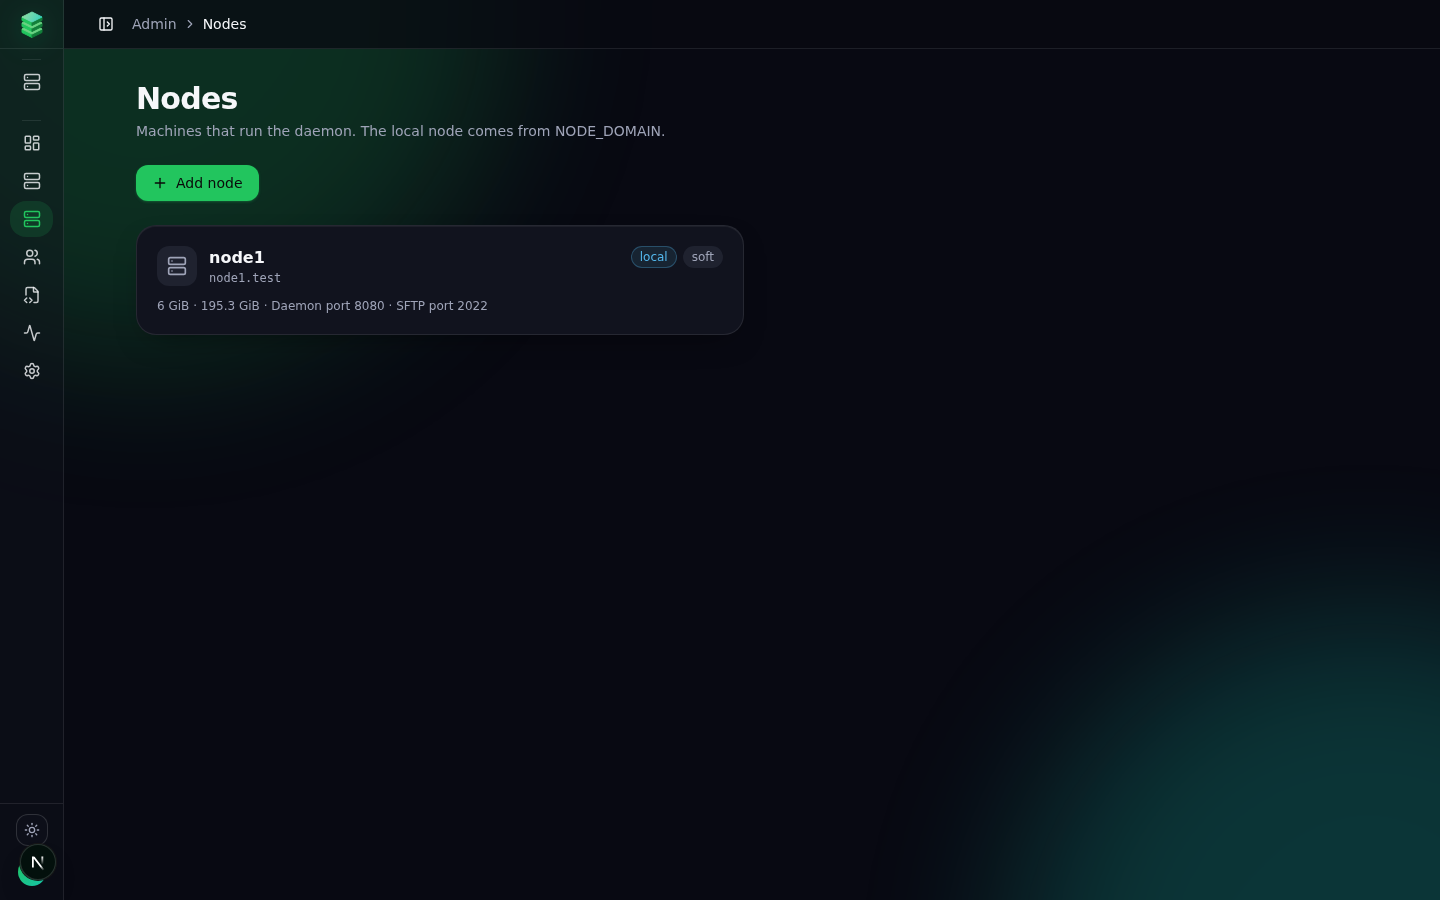 Admin > Nodes
Nodes
Machines that run the daemon. The local node comes from NODE_DOMAIN.
+ Add node
node1
local
soft
node1.test
6 GiB · 195.3 GiB · Daemon port 8080 · SFTP port 2022
N